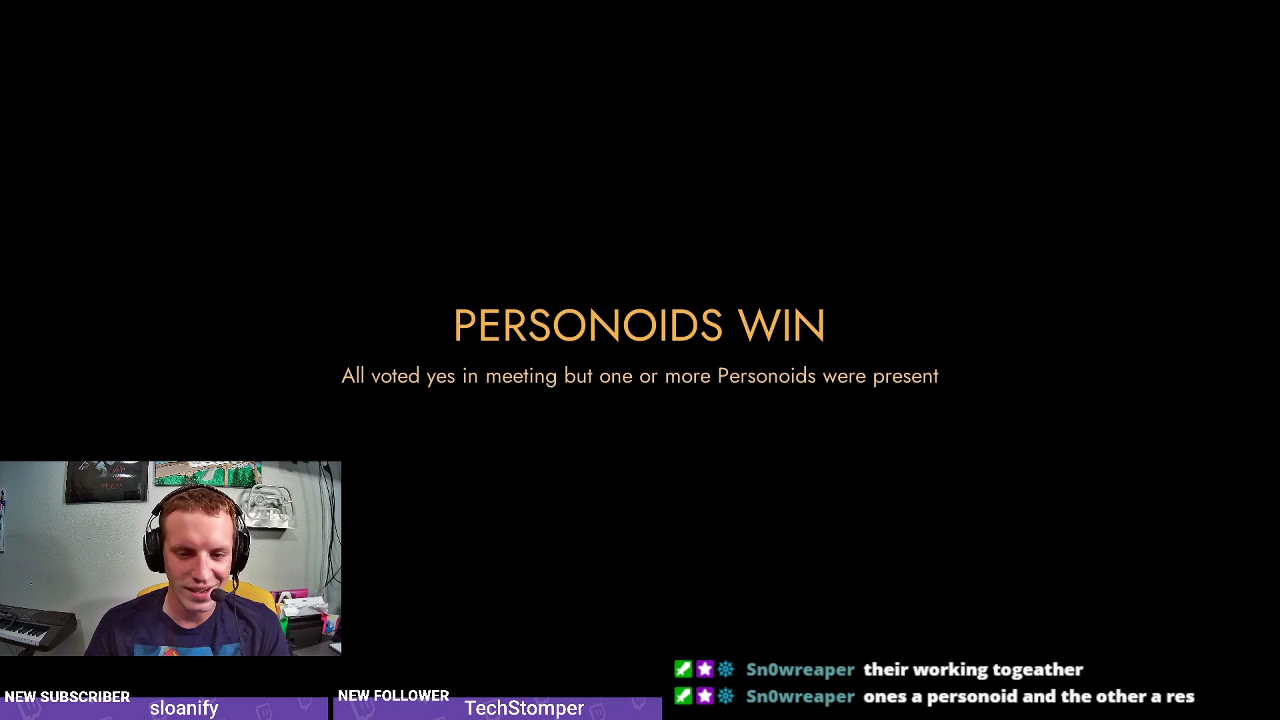 PERSONOIDS WIN
All voted yes in meeting but one or more Personoids were present
Sn0wreaper their working togeather
Sn0wreaper ones a personoid and the other a res
NEW SUBSCRIBER
sloanify
NEW FOLLOWER
TechStomper